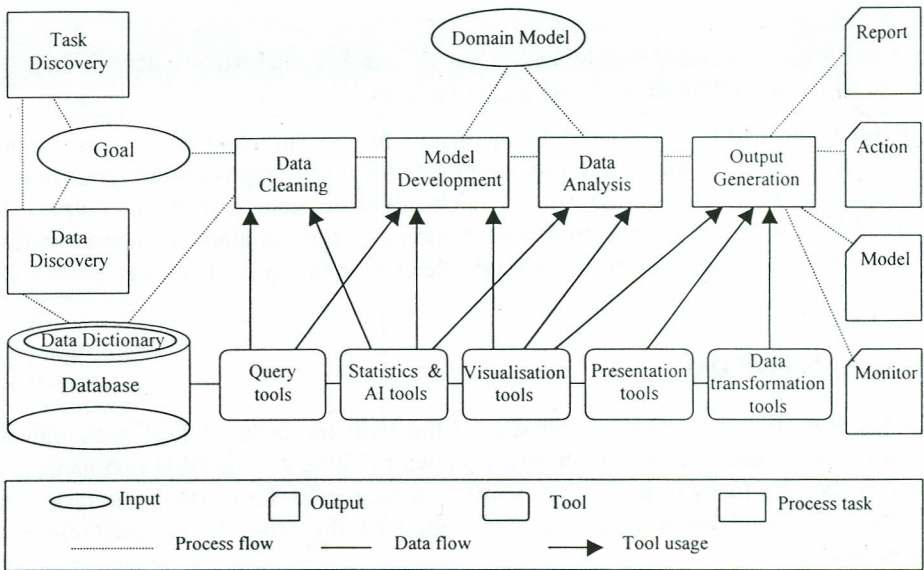 Task
Discovery
Domain Model
Report
Goal
Data
Cleaning
Model
Development
Data
Analysis
Output
Generation
Action
Data
Discovery
Model
Data Dictionary
Database
Query
tools
Statistics &
AI tools
Visualisation
tools
Presentation
tools
Data
transformation
tools
Monitor
Input
Output
Tool
Process task
Process flow
Data flow
Tool usage